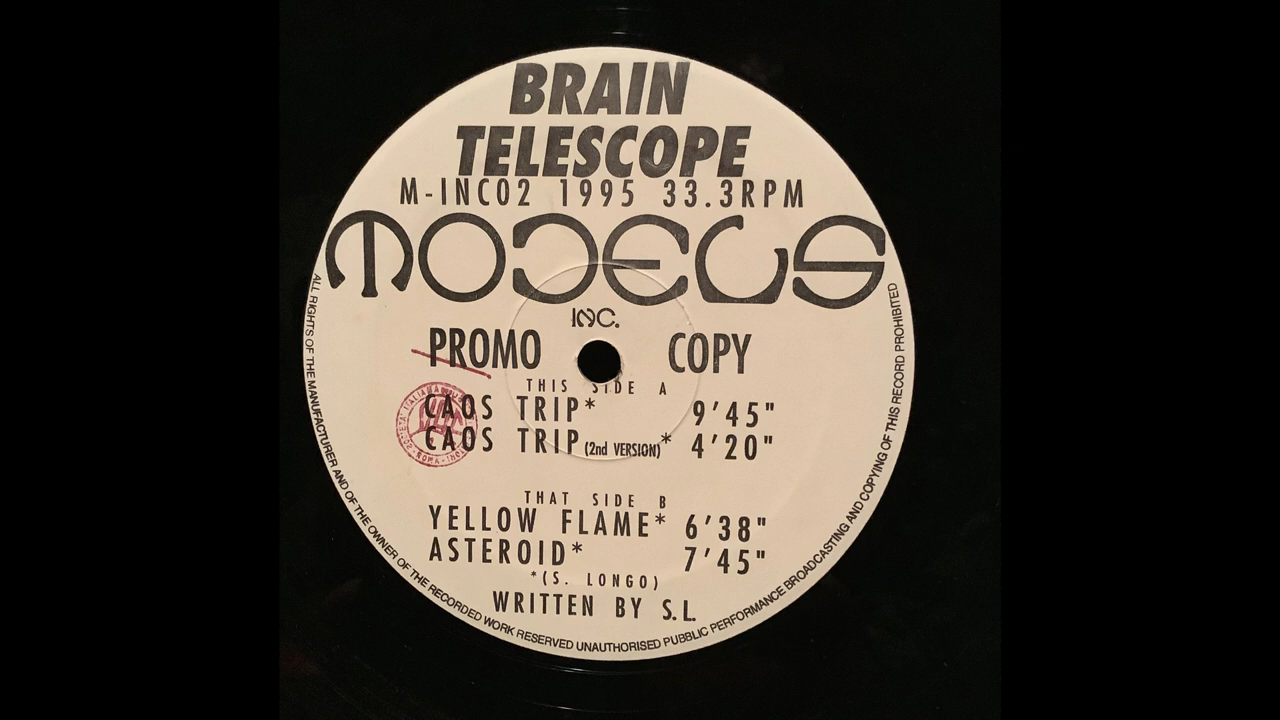 BRAIN
TELESCOPE
M-INC02 1995 33.3RPM
MODELS
INC.
PROMO COPY
THIS SIDE A
CAOS TRIP* 9'45"
CAOS TRIP (2nd VERSION)* 4'20"
THAT SIDE B
YELLOW FLAME* 6'38"
ASTEROID* 7'45"
*(S. LONGO)
WRITTEN BY S.L.
ALL RIGHTS OF THE MANUFACTURER AND OF THE OWNER OF THE RECORDED WORK RESERVED UNAUTHORISED PUBBLIC PERFORMANCE BROADCASTING AND COPYING OF THIS RECORD PROHIBITED
ROMA